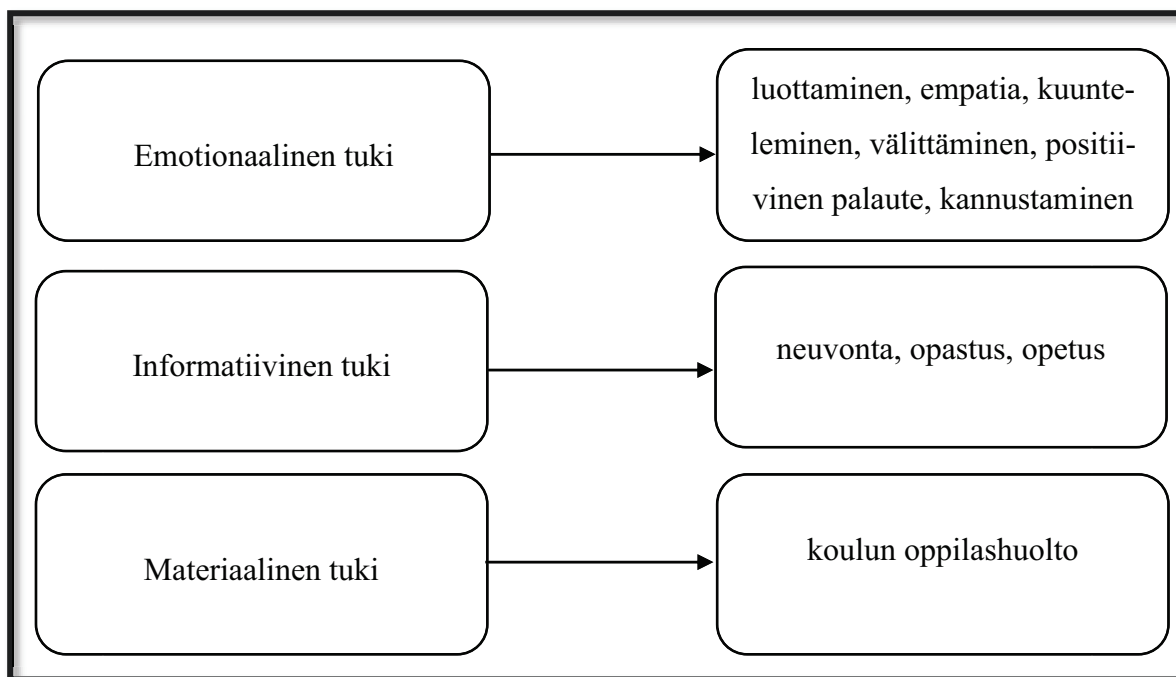 Emotionaalinen tuki
luottaminen, empatia, kuunte-
leminen, välittäminen, positii-
vinen palaute, kannustaminen
Informatiivinen tuki
neuvonta, opastus, opetus
Materiaalinen tuki
koulun oppilashuolto